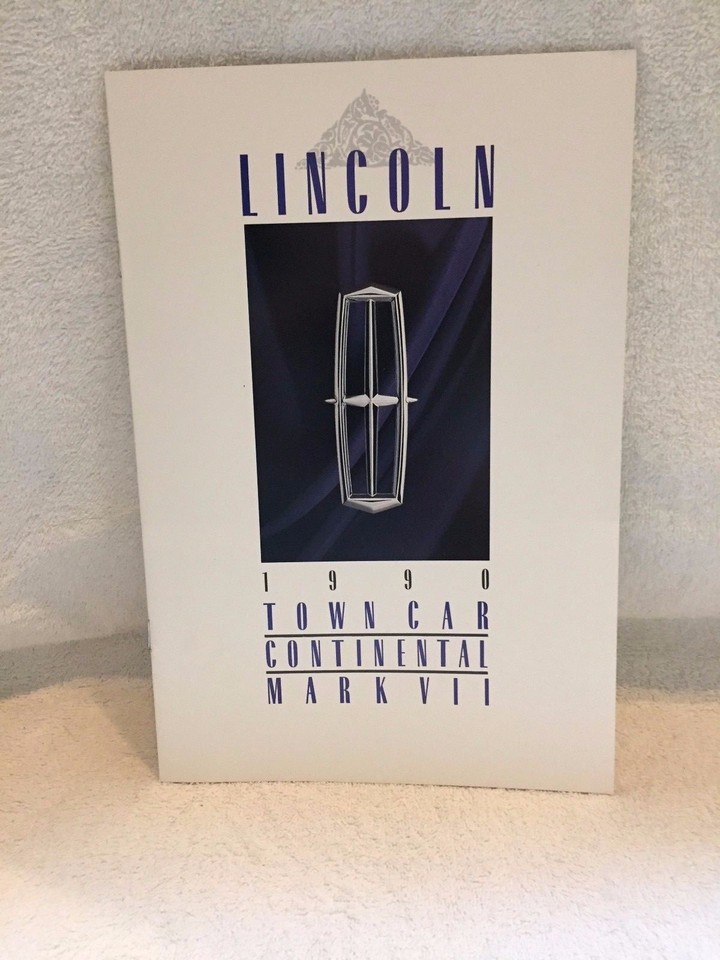 LINCOLN
1990
TOWN CAR
CONTINENTAL
MARK VII